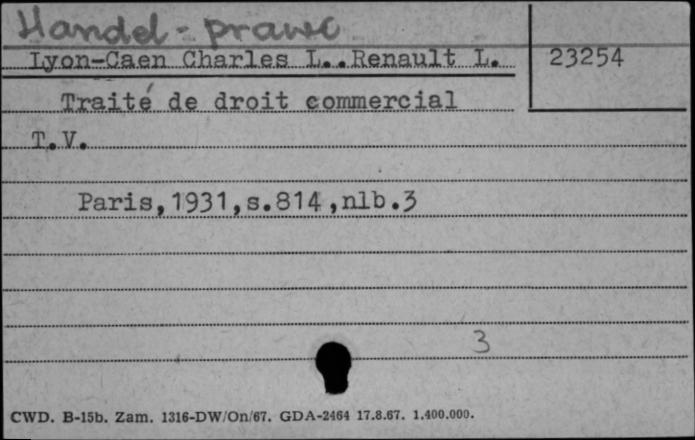 Handel - prawo
Lyon-Caen Charles L..Renault L. 23254
Traité de droit commercial
T.V.
Paris,1931,s.814,nlb.3
3
CWD. B-15b. Zam. 1316-DW/On/67. GDA-2464 17.8.67. 1.400.000.